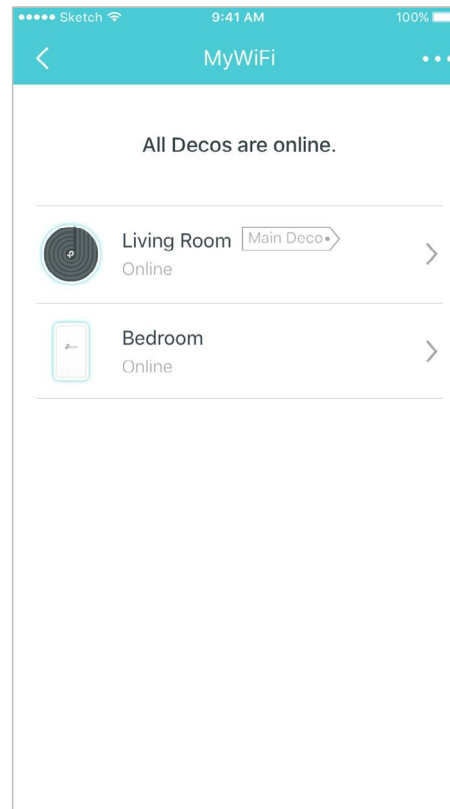 Sketch 9:41 AM 100%
MyWiFi
All Decos are online.
Living Room Main Deco
Online
Bedroom
Online